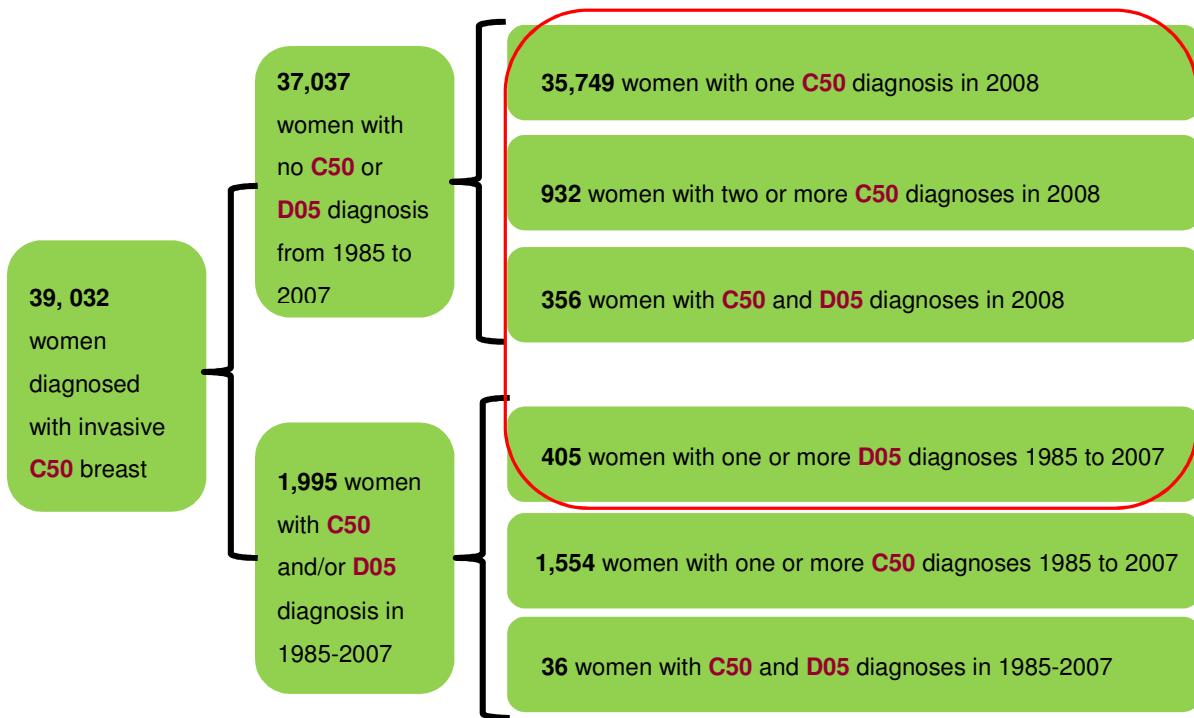 39, 032
women
diagnosed
with invasive
C50 breast
37,037
women with
no C50 or
D05 diagnosis
from 1985 to
2007
1,995 women
with C50
and/or D05
diagnosis in
1985-2007
35,749 women with one C50 diagnosis in 2008
932 women with two or more C50 diagnoses in 2008
356 women with C50 and D05 diagnoses in 2008
405 women with one or more D05 diagnoses 1985 to 2007
1,554 women with one or more C50 diagnoses 1985 to 2007
36 women with C50 and D05 diagnoses in 1985-2007